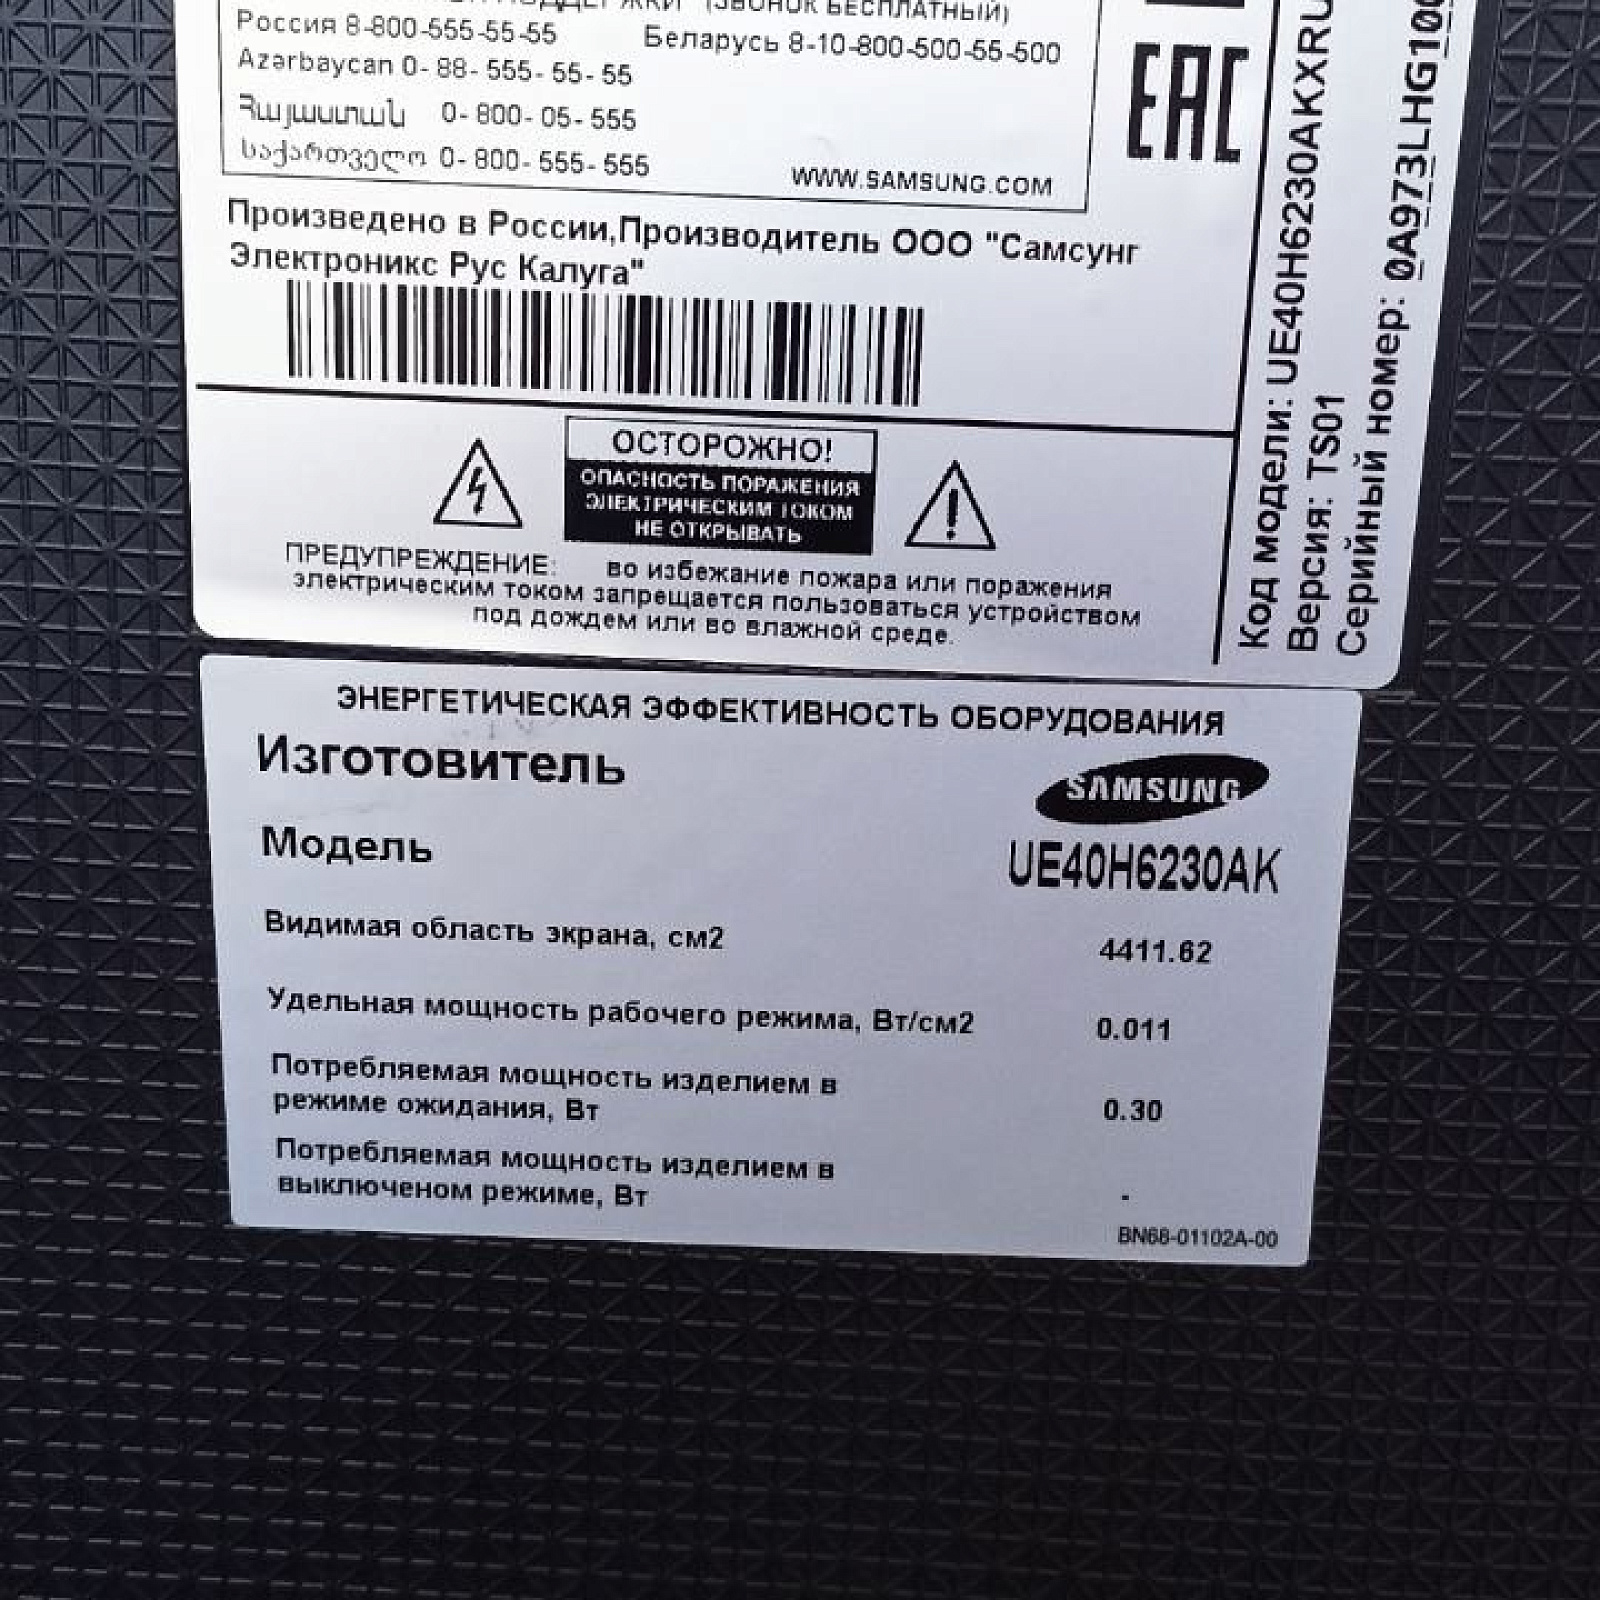 (ЗВОНОК БЕСПЛАТНЫЙ)
Россия 8-800-555-55-55 Беларусь 8-10-800-500-55-500
Azərbaycan 0- 88- 555- 55- 55
Հայաստան 0- 800- 05- 555
საქართველო 0- 800- 555- 555
WWW.SAMSUNG.COM
EAC
Произведено в России,Производитель ООО "Самсунг
Электроникс Рус Калуга"
ОСТОРОЖНО!
ОПАСНОСТЬ ПОРАЖЕНИЯ
ЭЛЕКТРИЧЕСКИМ ТОКОМ
НЕ ОТКРЫВАТЬ
ПРЕДУПРЕЖДЕНИЕ: во избежание пожара или поражения
электрическим током запрещается пользоваться устройством
под дождем или во влажной среде.
Код модели: UE40H6230AKXRU
Версия: TS01
Серийный номер: 0A973LHG100
ЭНЕРГЕТИЧЕСКАЯ ЭФФЕКТИВНОСТЬ ОБОРУДОВАНИЯ
Изготовитель SAMSUNG
Модель UE40H6230AK
Видимая область экрана, см2 4411.62
Удельная мощность рабочего режима, Вт/см2 0.011
Потребляемая мощность изделием в
режиме ожидания, Вт 0.30
Потребляемая мощность изделием в
выключеном режиме, Вт -
BN68-01102A-00